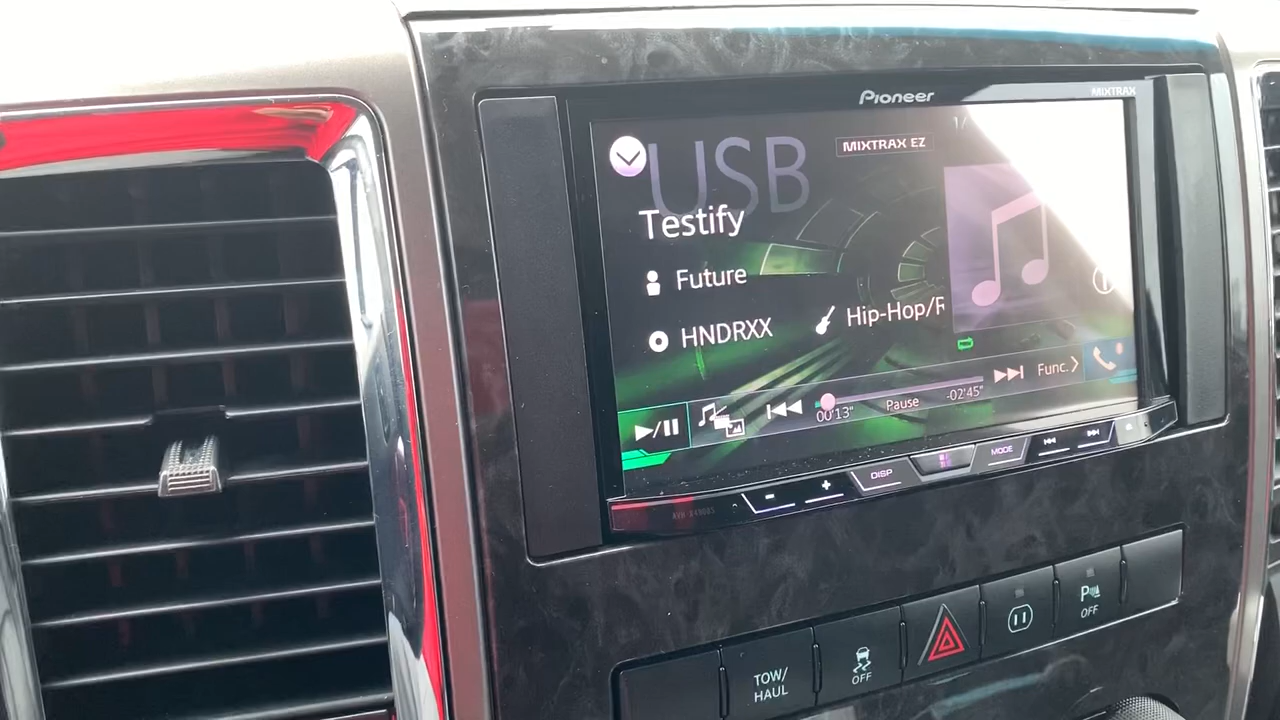 Pioneer
MIXTRAX
USB
MIXTRAX EZ
1/
Testify
Future
HNDRXX
Hip-Hop/R
00'13"
Pause
-02'45"
Func.
-
+
DISP
MODE
TOW/
HAUL
OFF
P
OFF